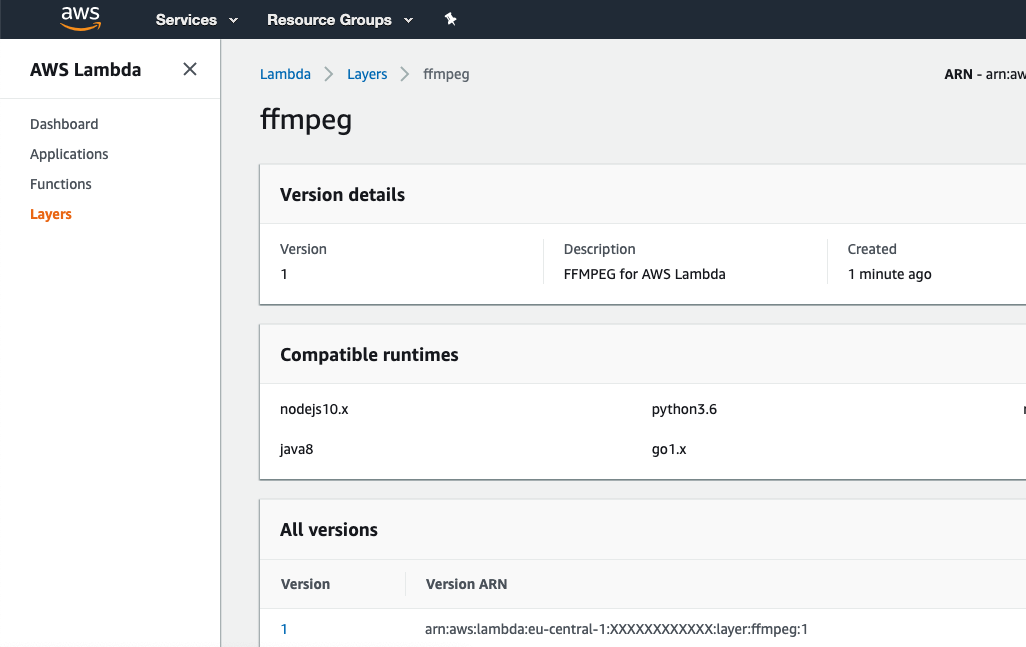 aws Services Resource Groups
AWS Lambda
Dashboard
Applications
Functions
Layers
Lambda Layers ffmpeg ARN - arn:aw
ffmpeg
Version details
Version Description Created
1 FFMPEG for AWS Lambda 1 minute ago
Compatible runtimes
nodejs10.x python3.6
java8 go1.x
All versions
Version Version ARN
1 arn:aws:lambda:eu-central-1:XXXXXXXXXXXX:layer:ffmpeg:1